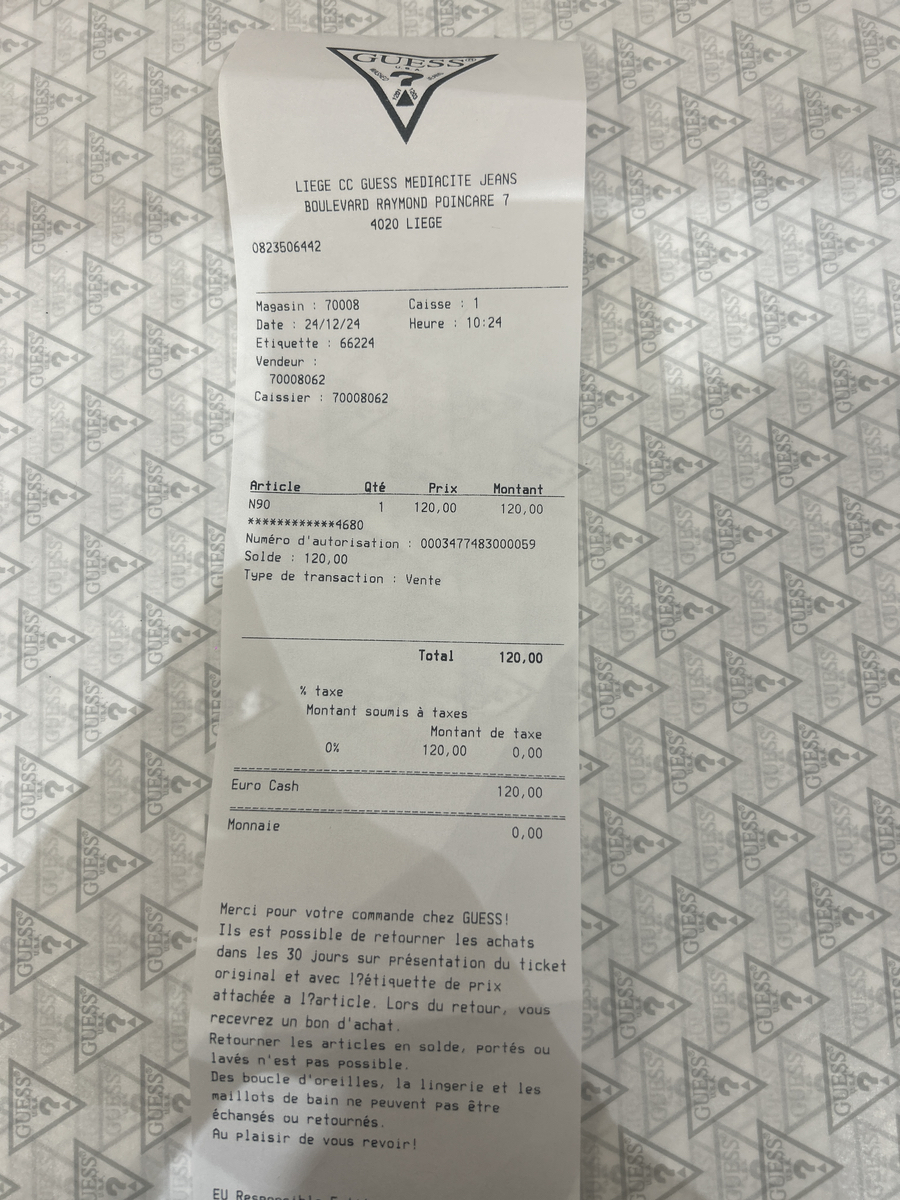 GUESS®
U.S.A.
?
LIEGE CC GUESS MEDIACITE JEANS
BOULEVARD RAYMOND POINCARE 7
4020 LIEGE
0823506442
Magasin : 70008 Caisse : 1
Date : 24/12/24 Heure : 10:24
Etiquette : 66224
Vendeur :
70008062
Caissier : 70008062
Article Qté Prix Montant
N90 1 120,00 120,00
************4680
Numéro d'autorisation : 0003477483000059
Solde : 120,00
Type de transaction : Vente
Total 120,00
% taxe
Montant soumis à taxes
Montant de taxe
0% 120,00 0,00
Euro Cash 120,00
Monnaie 0,00
Merci pour votre commande chez GUESS!
Ils est possible de retourner les achats
dans les 30 jours sur présentation du ticket
original et avec l?étiquette de prix
attachée a l?article. Lors du retour, vous
recevrez un bon d'achat.
Retourner les articles en solde, portés ou
lavés n'est pas possible.
Des boucle d'oreilles, la lingerie et les
maillots de bain ne peuvent pas être
échangés ou retournés.
Au plaisir de vous revoir!